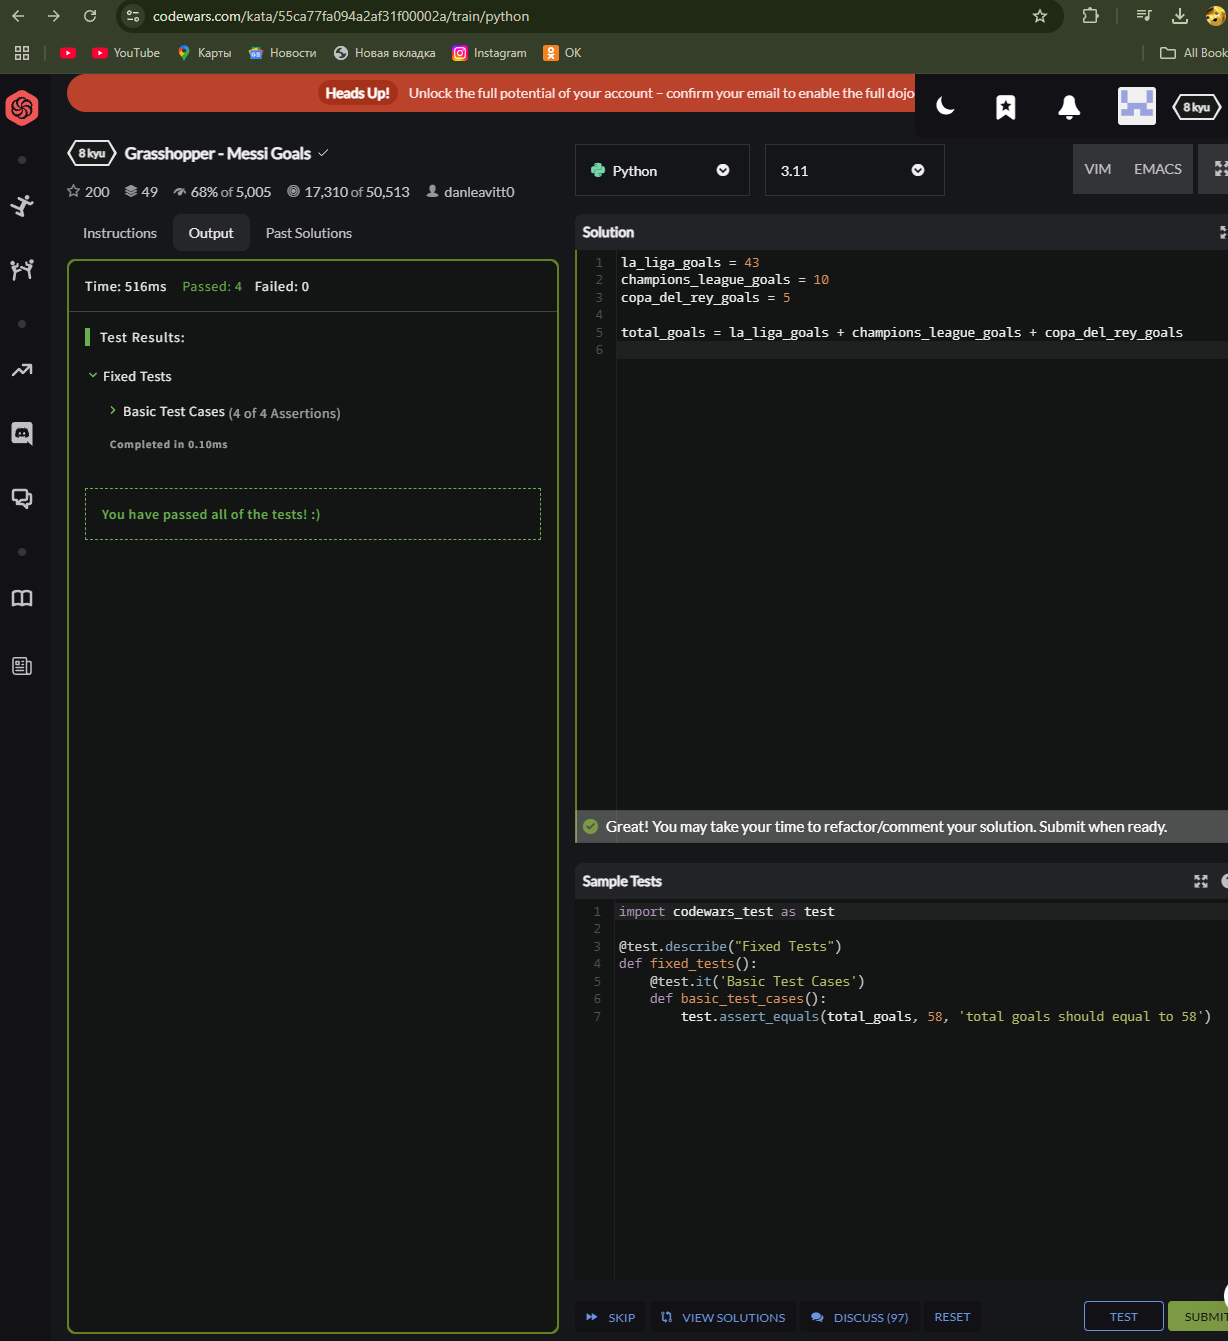 codewars.com/kata/55ca77fa094a2af31f00002a/train/python
YouTube Карты Новости Новая вкладка Instagram OK All Book
Heads Up! Unlock the full potential of your account – confirm your email to enable the full dojo
8 kyu
8 kyu Grasshopper - Messi Goals
200 49 68% of 5,005 17,310 of 50,513 danleavitt0
Instructions Output Past Solutions
Time: 516ms Passed: 4 Failed: 0
Test Results:
Fixed Tests
Basic Test Cases (4 of 4 Assertions)
Completed in 0.10ms
You have passed all of the tests! :)
Python 3.11 VIM EMACS
Solution
1 la_liga_goals = 43
2 champions_league_goals = 10
3 copa_del_rey_goals = 5
4
5 total_goals = la_liga_goals + champions_league_goals + copa_del_rey_goals
6
Great! You may take your time to refactor/comment your solution. Submit when ready.
Sample Tests
1 import codewars_test as test
2
3 @test.describe("Fixed Tests")
4 def fixed_tests():
5     @test.it('Basic Test Cases')
6     def basic_test_cases():
7         test.assert_equals(total_goals, 58, 'total goals should equal to 58')
SKIP VIEW SOLUTIONS DISCUSS (97) RESET TEST SUBMIT